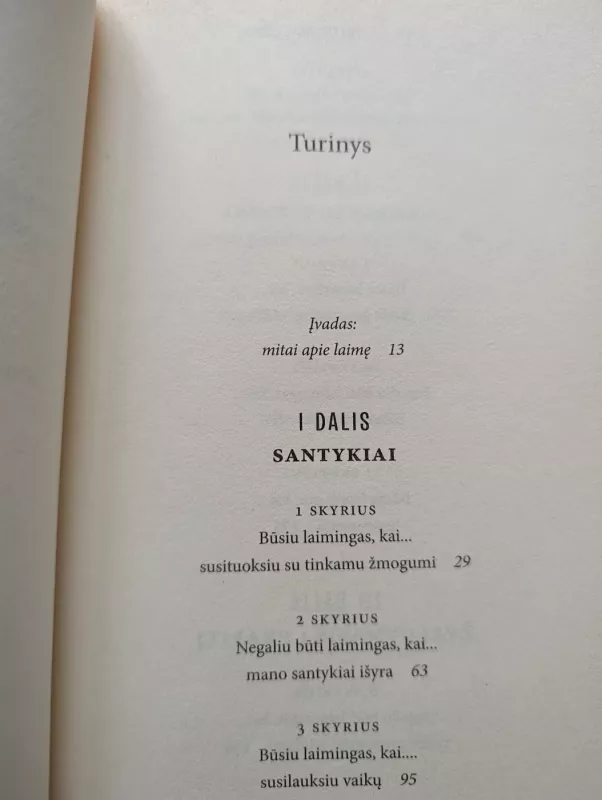 Turinys
Įvadas:
mitai apie laimę 13
I DALIS
SANTYKIAI
1 SKYRIUS
Būsiu laimingas, kai...
susituoksiu su tinkamu žmogumi 29
2 SKYRIUS
Negaliu būti laimingas, kai...
mano santykiai išyra 63
3 SKYRIUS
Būsiu laimingas, kai....
susilauksiu vaikų 95